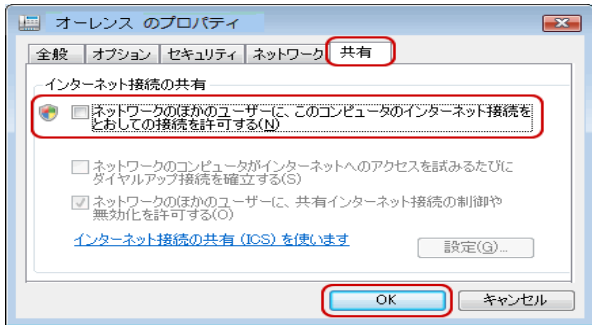 オーレンス のプロパティ
全般 オプション セキュリティ ネットワーク 共有
インターネット接続の共有
ネットワークのほかのユーザーに、このコンピュータのインターネット接続を
とおしての接続を許可する(N)
ネットワークのコンピュータがインターネットへのアクセスを試みるたびに
ダイヤルアップ接続を確立する(S)
ネットワークのほかのユーザーに、共有インターネット接続の制御や
無効化を許可する(O)
インターネット接続の共有 (ICS) を使います
設定(G)...
OK キャンセル